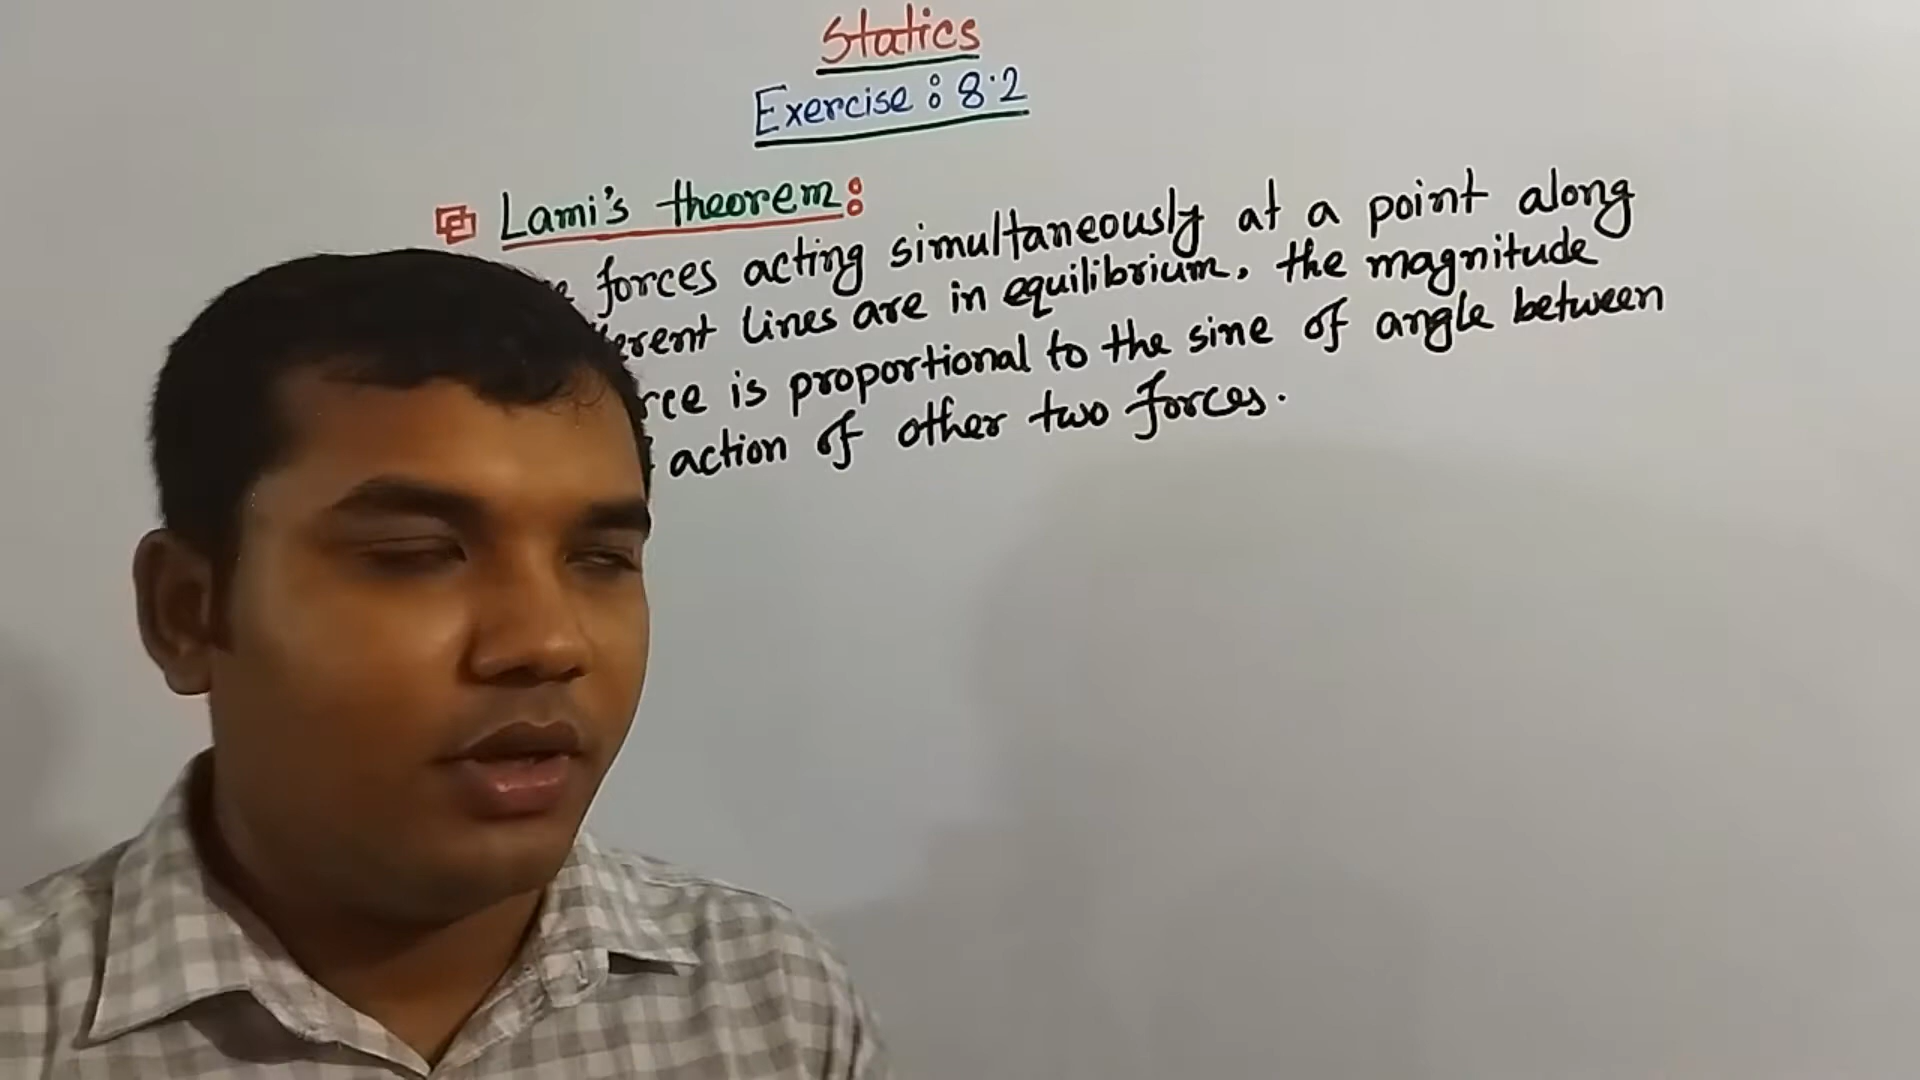 Statics
Exercise: 8.2
Lami's theorem:
forces acting simultaneously at a point along
lines are in equilibrium, the magnitude
is proportional to the sine of angle between
action of other two forces.